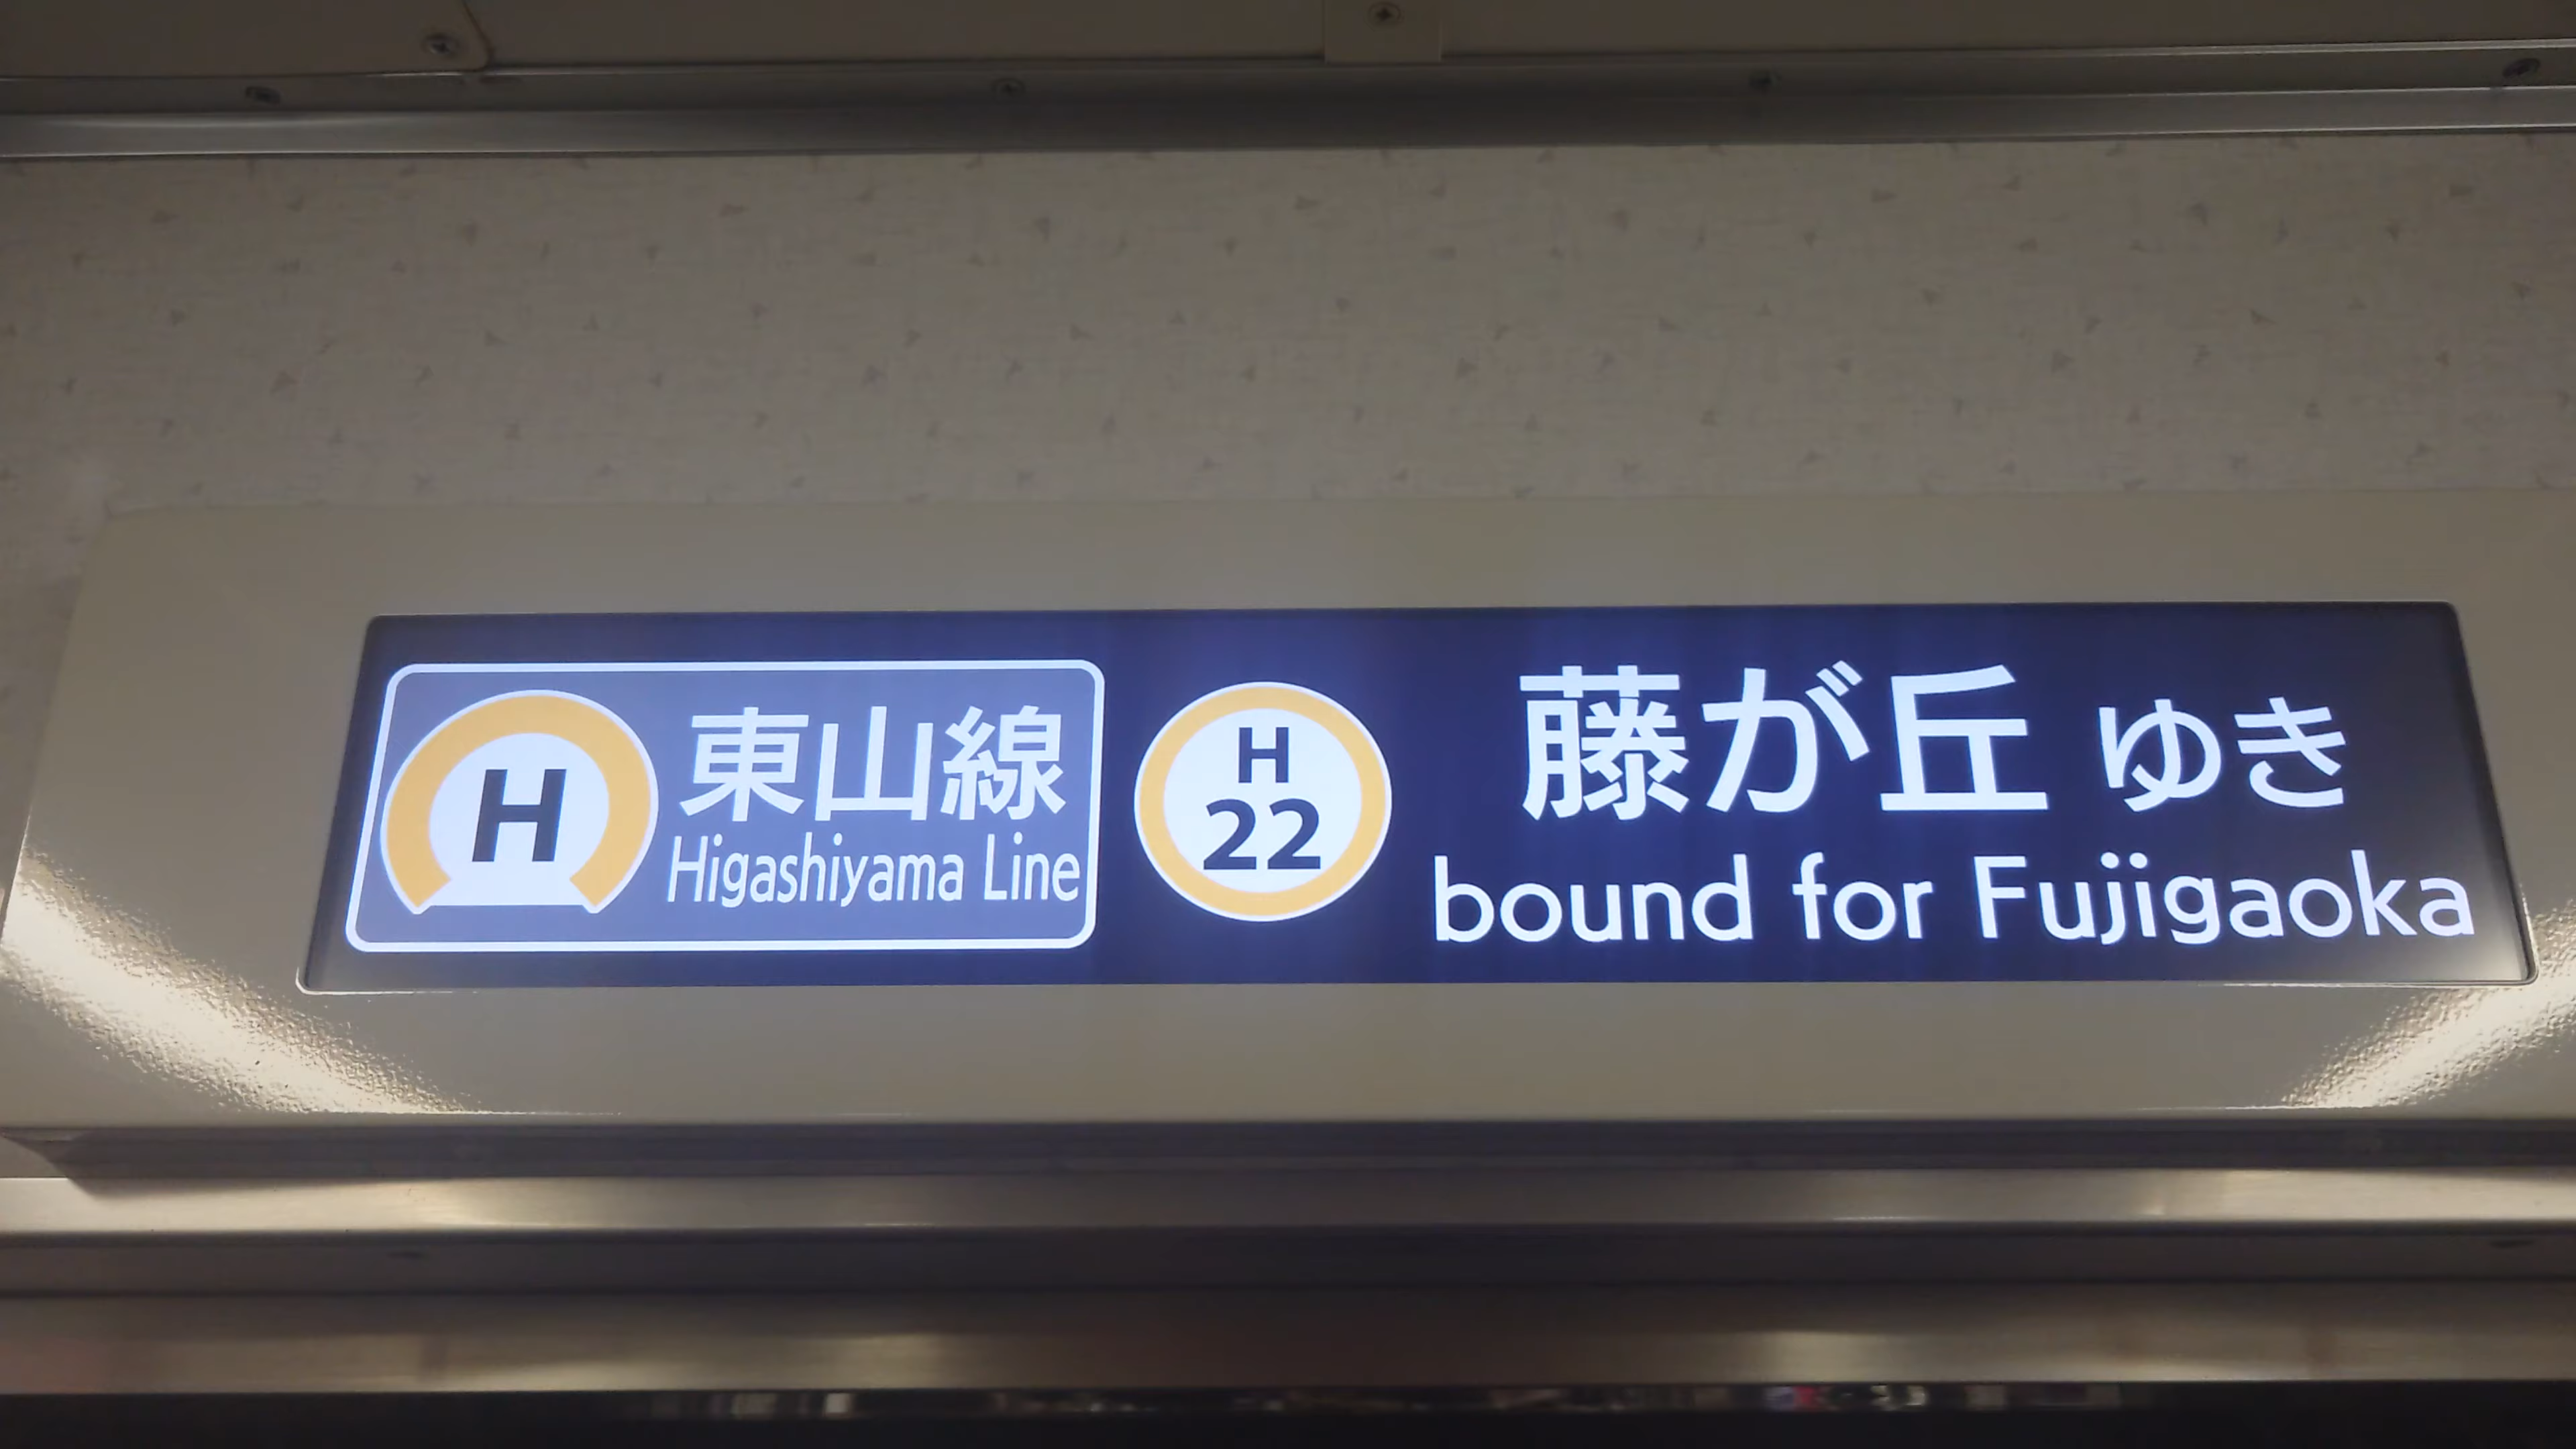 H
東山線
Higashiyama Line
H
22
藤が丘 ゆき
bound for Fujigaoka